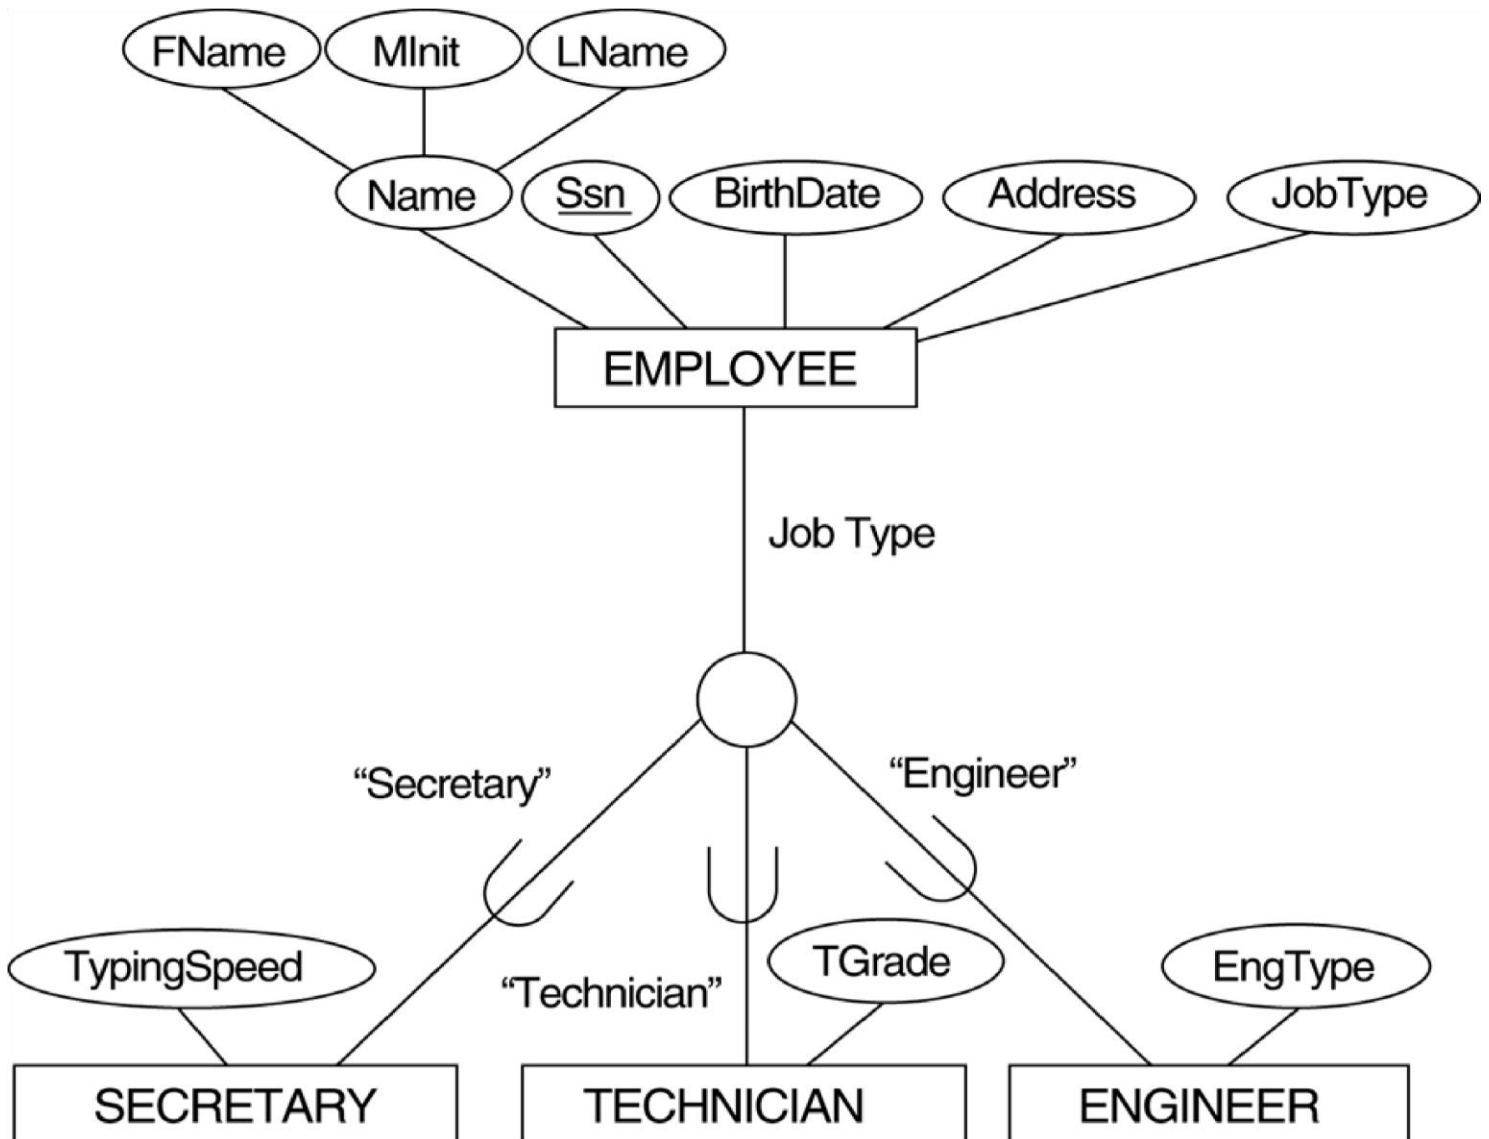 FName
MInit
LName
Name
Ssn
BirthDate
Address
JobType
EMPLOYEE
Job Type
“Secretary”
“Engineer”
TypingSpeed
“Technician”
TGrade
EngType
SECRETARY
TECHNICIAN
ENGINEER